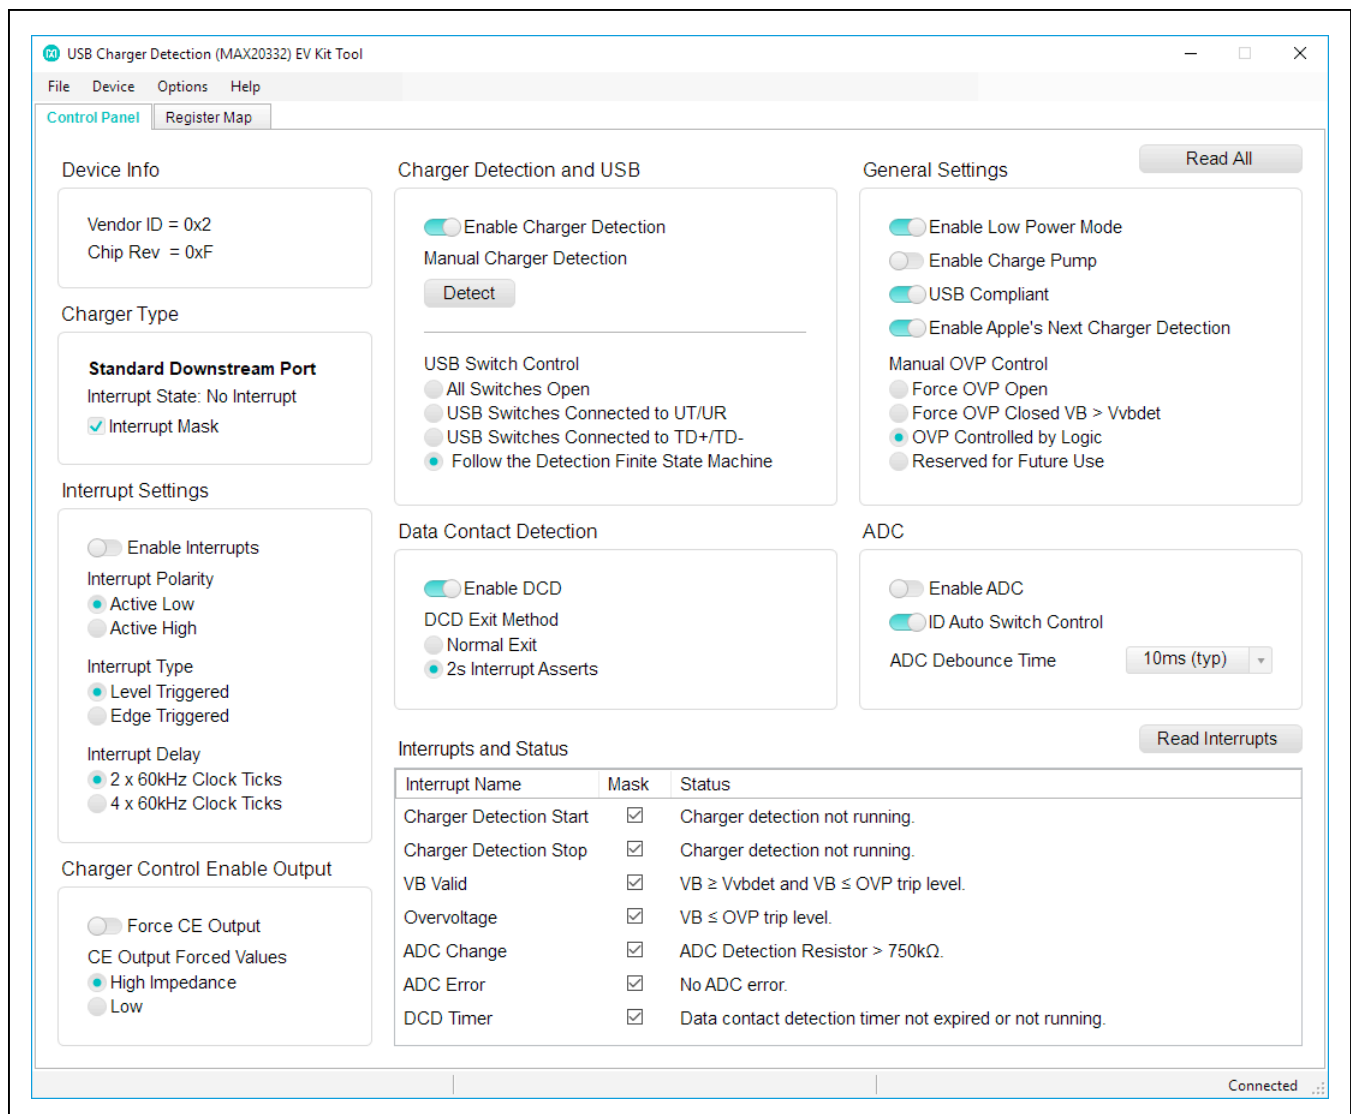 USB Charger Detection (MAX20332) EV Kit Tool
File Device Options Help
Control Panel Register Map
Read All
Device Info
Vendor ID = 0x2
Chip Rev = 0xF
Charger Type
Standard Downstream Port
Interrupt State: No Interrupt
Interrupt Mask
Interrupt Settings
Enable Interrupts
Interrupt Polarity
Active Low
Active High
Interrupt Type
Level Triggered
Edge Triggered
Interrupt Delay
2 x 60kHz Clock Ticks
4 x 60kHz Clock Ticks
Charger Control Enable Output
Force CE Output
CE Output Forced Values
High Impedance
Low
Charger Detection and USB
Enable Charger Detection
Manual Charger Detection
Detect
USB Switch Control
All Switches Open
USB Switches Connected to UT/UR
USB Switches Connected to TD+/TD-
Follow the Detection Finite State Machine
General Settings
Enable Low Power Mode
Enable Charge Pump
USB Compliant
Enable Apple's Next Charger Detection
Manual OVP Control
Force OVP Open
Force OVP Closed VB > Vvbdet
OVP Controlled by Logic
Reserved for Future Use
Data Contact Detection
Enable DCD
DCD Exit Method
Normal Exit
2s Interrupt Asserts
ADC
Enable ADC
ID Auto Switch Control
ADC Debounce Time 10ms (typ)
Interrupts and Status
Read Interrupts
Interrupt Name Mask Status
Charger Detection Start Charger detection not running.
Charger Detection Stop Charger detection not running.
VB Valid VB ≥ Vvbdet and VB ≤ OVP trip level.
Overvoltage VB ≤ OVP trip level.
ADC Change ADC Detection Resistor > 750kΩ.
ADC Error No ADC error.
DCD Timer Data contact detection timer not expired or not running.
Connected